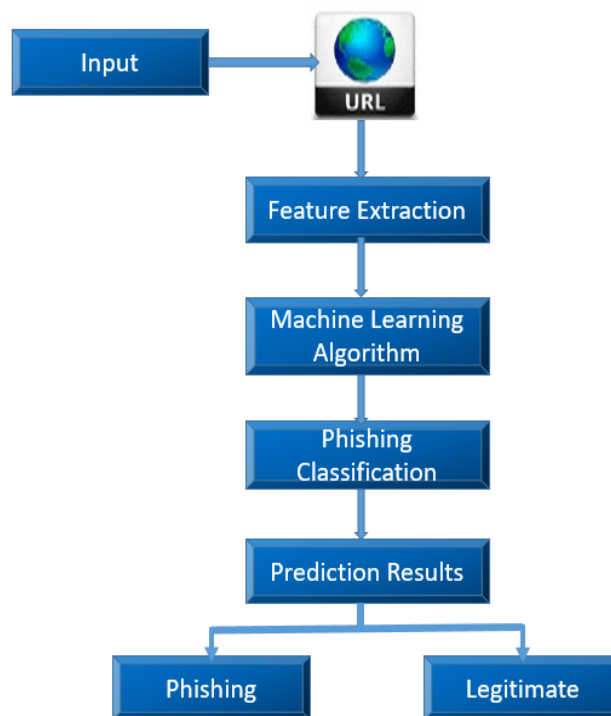 Input
URL
Feature Extraction
Machine Learning
Algorithm
Phishing
Classification
Prediction Results
Phishing
Legitimate